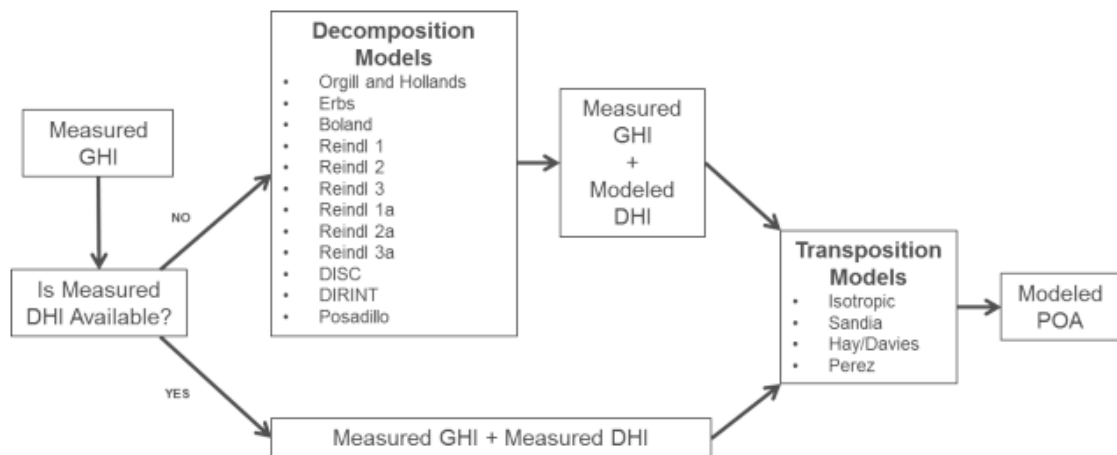 Measured
GHI
Is Measured
DHI Available?
NO
YES
Decomposition
Models
• Orgill and Hollands
• Erbs
• Boland
• Reindl 1
• Reindl 2
• Reindl 3
• Reindl 1a
• Reindl 2a
• Reindl 3a
• DISC
• DIRINT
• Posadillo
Measured
GHI
+
Modeled
DHI
Measured GHI + Measured DHI
Transposition
Models
• Isotropic
• Sandia
• Hay/Davies
• Perez
Modeled
POA